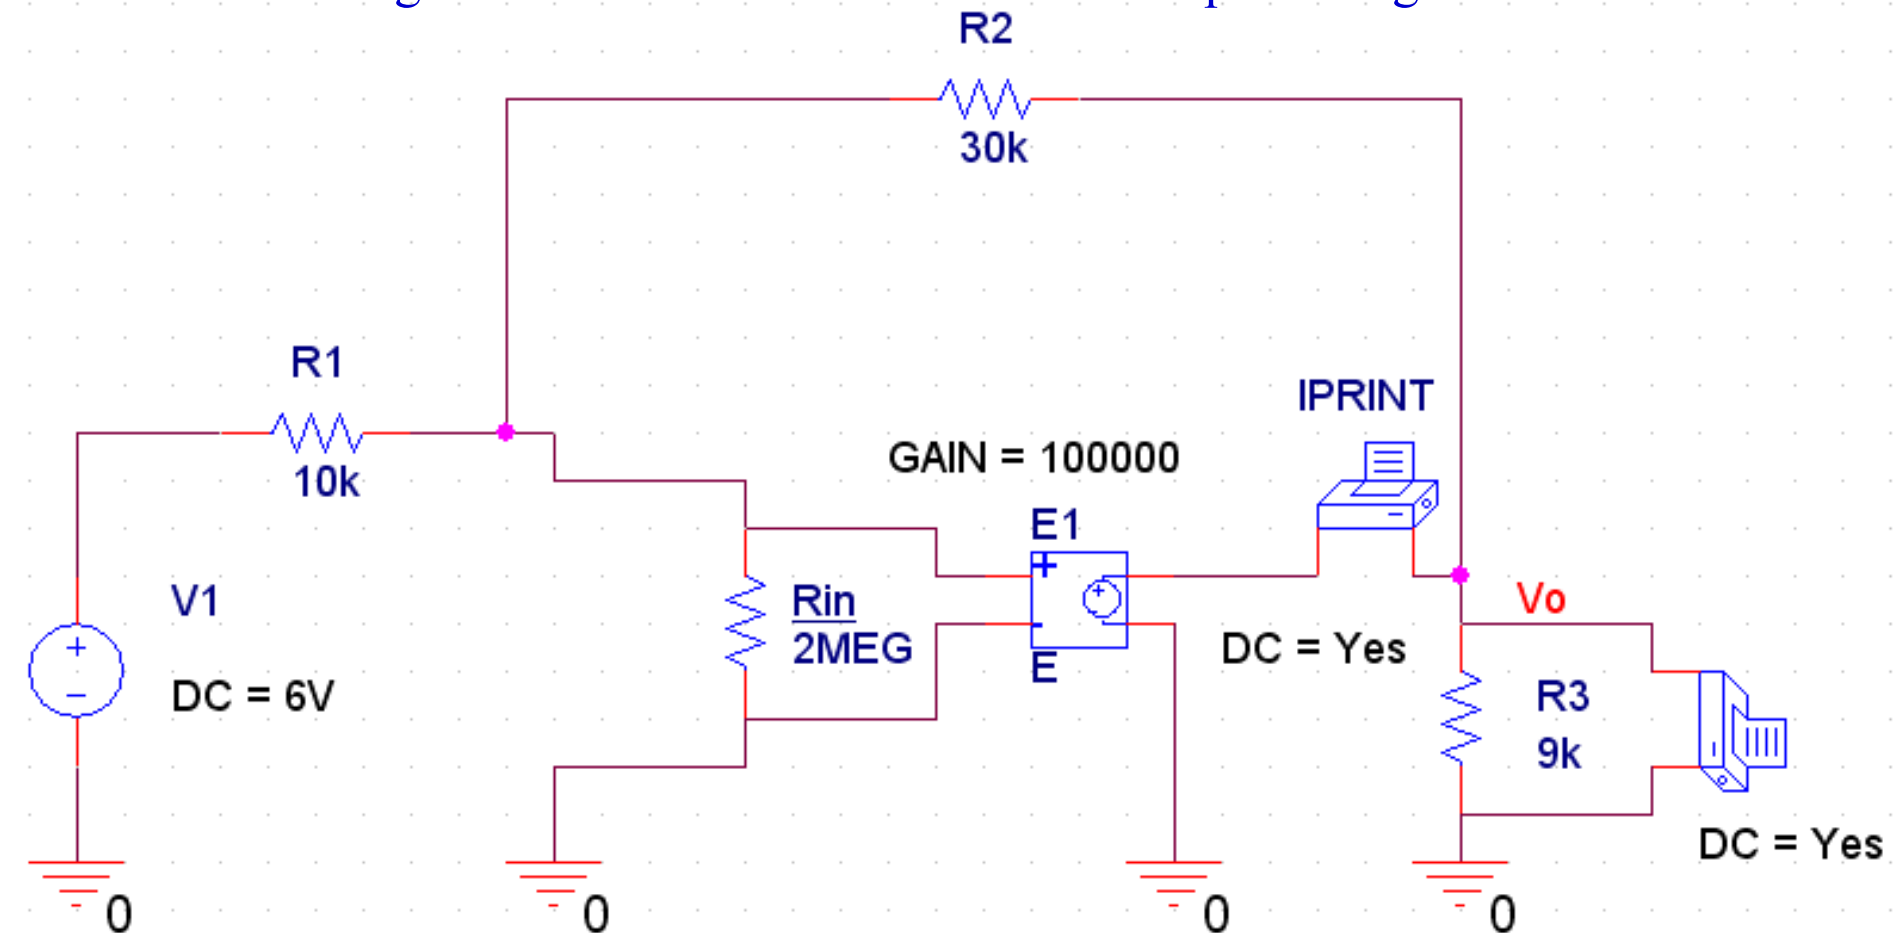 R2
30k
R1
10k
IPRINT
GAIN = 100000
E1
V1
DC = 6V
Rin
2MEG
E
DC = Yes
Vo
R3
9k
DC = Yes
0
0
0
0